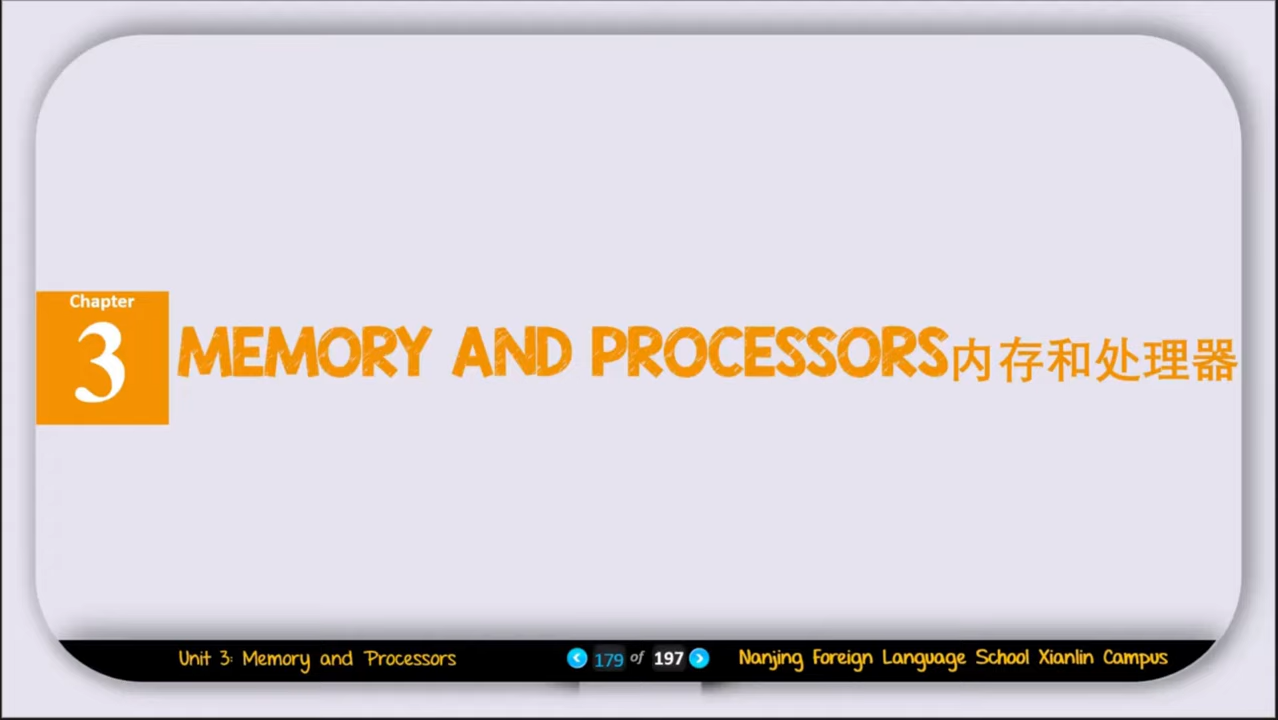 Chapter
3
MEMORY AND PROCESSORS内存和处理器
Unit 3: Memory and Processors
179 of 197
Nanjing Foreign Language School Xianlin Campus